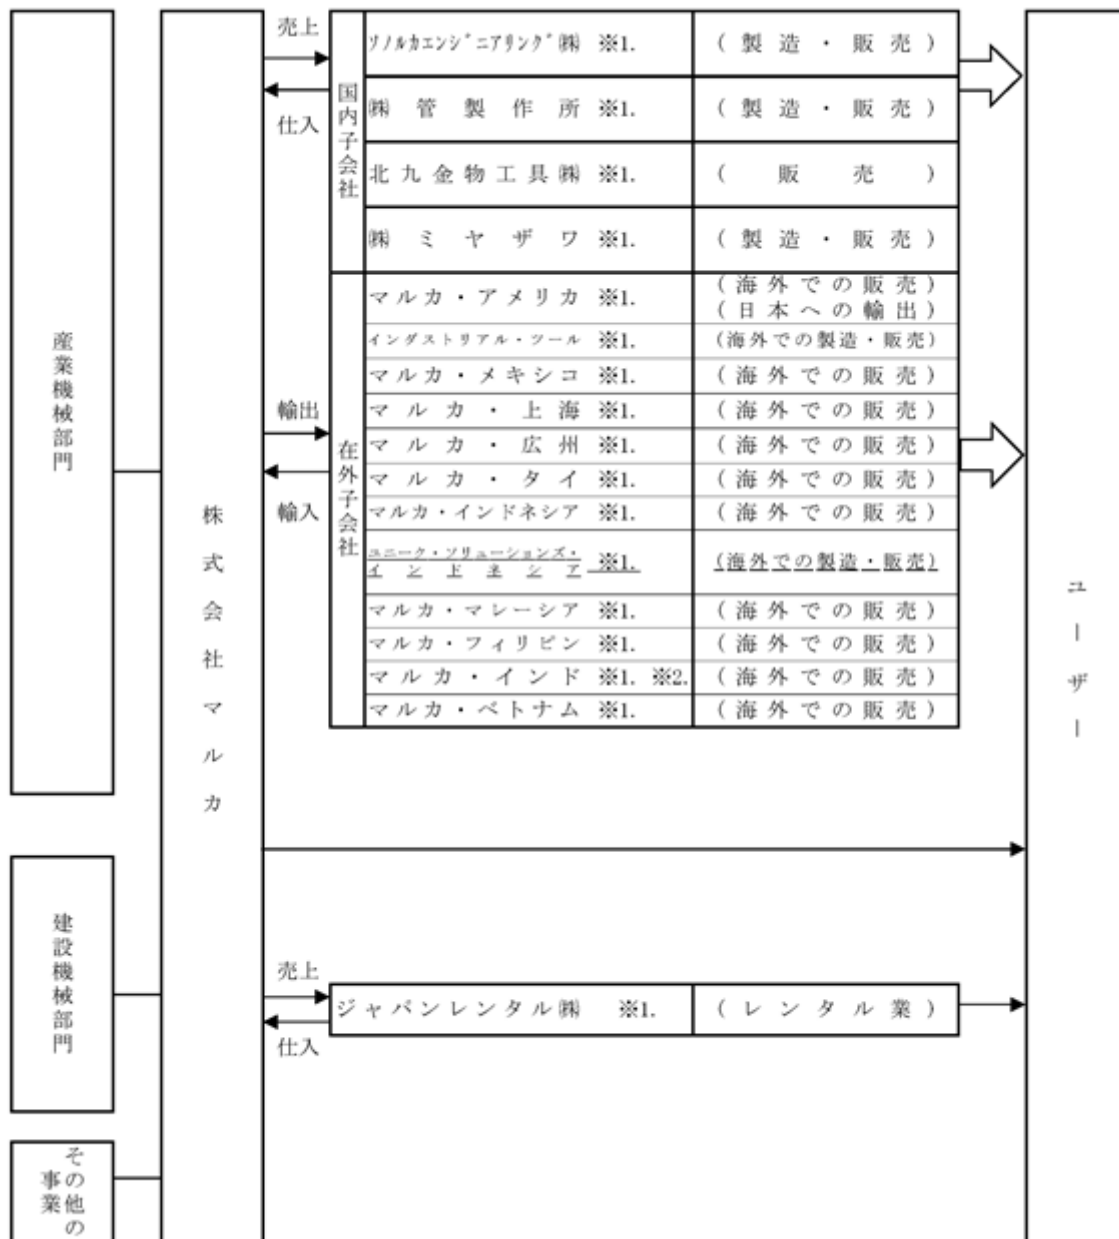 産業機械部門
建設機械部門
その他の
事業
株式会社マルカ
売上
仕入
輸出
輸入
売上
仕入
国内子会社
ソノルカエンジニアリング㈱ ※1. (製造・販売)
㈱管製作所 ※1. (製造・販売)
北九金物工具㈱ ※1. (販売)
㈱ミヤザワ ※1. (製造・販売)
在外子会社
マルカ・アメリカ ※1. (海外での販売)
(日本への輸出)
インダストリアル・ツール ※1. (海外での製造・販売)
マルカ・メキシコ ※1. (海外での販売)
マルカ・上海 ※1. (海外での販売)
マルカ・広州 ※1. (海外での販売)
マルカ・タイ ※1. (海外での販売)
マルカ・インドネシア ※1. (海外での販売)
ユニーク・ソリューションズ・
インドネシア ※1. (海外での製造・販売)
マルカ・マレーシア ※1. (海外での販売)
マルカ・フィリピン ※1. (海外での販売)
マルカ・インド ※1. ※2. (海外での販売)
マルカ・ベトナム ※1. (海外での販売)
ジャパンレンタル㈱ ※1. (レンタル業)
ユーザー